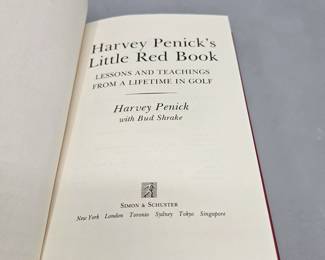 Harvey Penick's
Little Red Book
LESSONS AND TEACHINGS
FROM A LIFETIME IN GOLF
Harvey Penick
with Bud Shrake
SIMON & SCHUSTER
New York London Toronto Sydney Tokyo Singapore